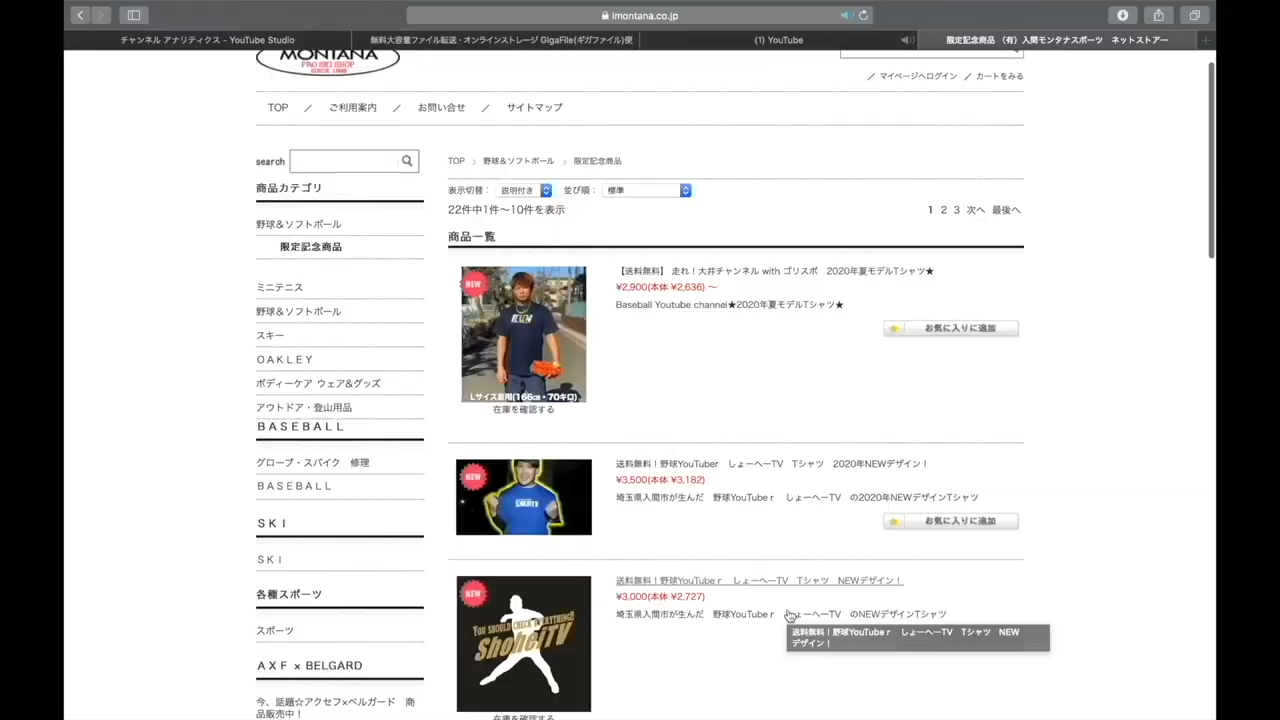 imontana.co.jp
チャンネル アナリティクス - YouTube Studio
無料大容量ファイル転送・オンラインストレージ GigaFile(ギガファイル)便
(1) YouTube
限定記念商品 （有）入間モンタナスポーツ　ネットストアー
MONTANA
PRO SKI SHOP
／ マイページへログイン ／ カートをみる
TOP ／ ご利用案内 ／ お問い合せ ／ サイトマップ
search
商品カテゴリ
野球＆ソフトボール
限定記念商品
ミニテニス
野球＆ソフトボール
スキー
ＯＡＫＬＥＹ
ボディーケア ウェア&グッズ
アウトドア・登山用品
ＢＡＳＥＢＡＬＬ
グローブ・スパイク　修理
ＢＡＳＥＢＡＬＬ
ＳＫＩ
ＳＫＩ
各種スポーツ
スポーツ
ＡＸＦ × BELGARD
今、話題☆アクセフ×ベルガード　商
品販売中！
TOP > 野球＆ソフトボール > 限定記念商品
表示切替： 説明付き 並び順： 標準
22件中1件～10件を表示
1 2 3 次へ 最後へ
商品一覧
NEW
RUN
Lサイズ着用(166cm・70キロ)
在庫を確認する
【送料無料】 走れ！大井チャンネル with ゴリスポ　2020年夏モデルTシャツ★
¥2,900(本体 ¥2,636) ～
Baseball Youtube channel★2020年夏モデルTシャツ★
お気に入りに追加
NEW
送料無料！野球YouTuber　しょーへーTV　Tシャツ　2020年NEWデザイン！
¥3,500(本体 ¥3,182)
埼玉県入間市が生んだ　野球YouTubeｒ　しょーへーTV　の2020年NEWデザインTシャツ
お気に入りに追加
NEW
YOU SHOULD CHECK EVERYTHING!!
ShoheiTV
在庫を確認する
送料無料！野球YouTubeｒ　しょーへーTV　Tシャツ　NEWデザイン！
¥3,000(本体 ¥2,727)
埼玉県入間市が生んだ　野球YouTubeｒ　しょーへーTV　のNEWデザインTシャツ
送料無料！野球YouTubeｒ　しょーへーTV　Tシャツ　NEW
デザイン！